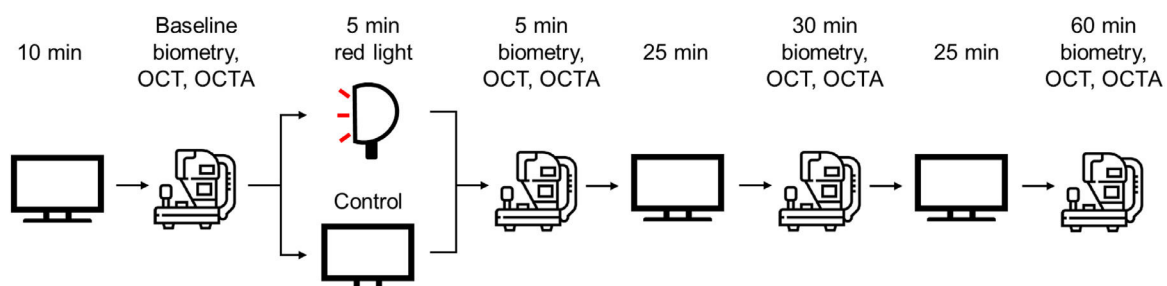 10 min
Baseline
biometry,
OCT, OCTA
5 min
red light
Control
5 min
biometry,
OCT, OCTA
25 min
30 min
biometry,
OCT, OCTA
25 min
60 min
biometry,
OCT, OCTA